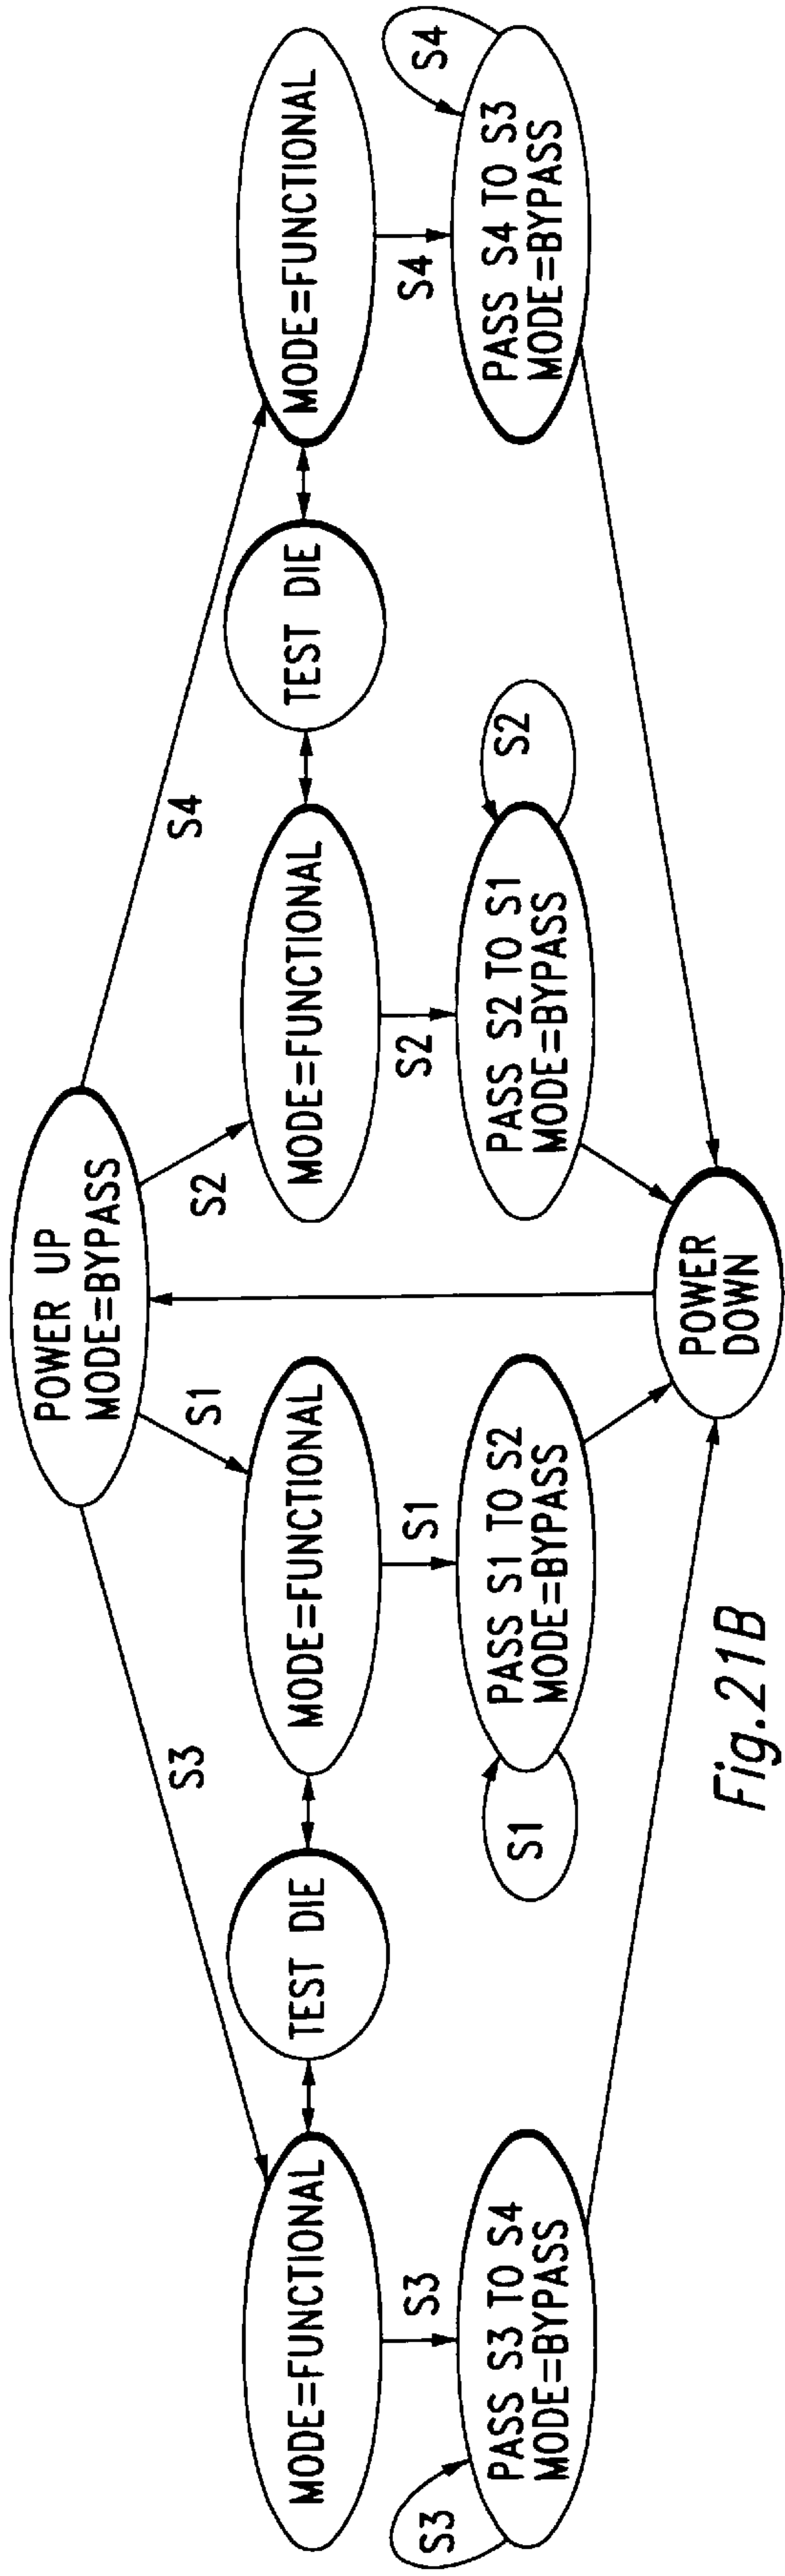 POWER UP
MODE=BYPASS
S3
S1
S2
S4
MODE=FUNCTIONAL
TEST DIE
MODE=FUNCTIONAL
MODE=FUNCTIONAL
TEST DIE
MODE=FUNCTIONAL
S3
S3
S1
S2
S4
S4
PASS S3 TO S4
MODE=BYPASS
S1
PASS S1 TO S2
MODE=BYPASS
PASS S2 TO S1
MODE=BYPASS
S2
PASS S4 TO S3
MODE=BYPASS
POWER
DOWN
Fig.21B